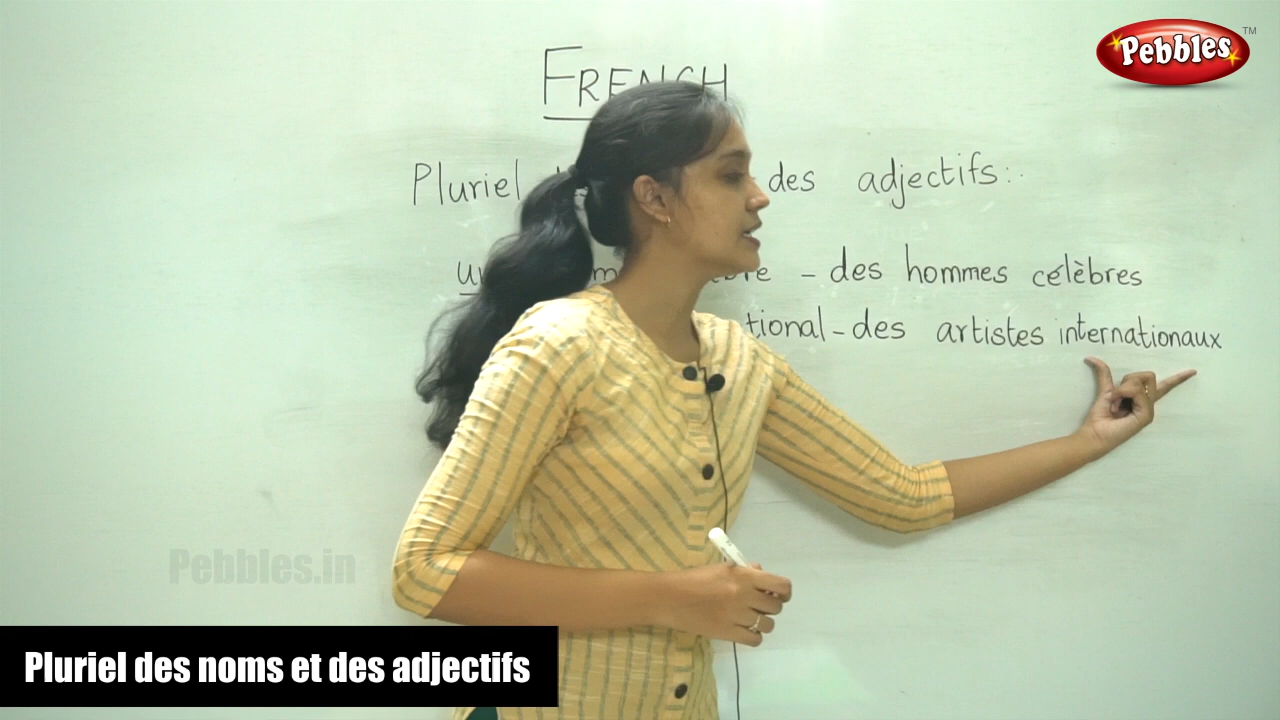 Pebbles TM
FRENCH
Pluriel des adjectifs:
- des hommes célèbres
- des artistes internationaux
Pebbles.in
Pluriel des noms et des adjectifs